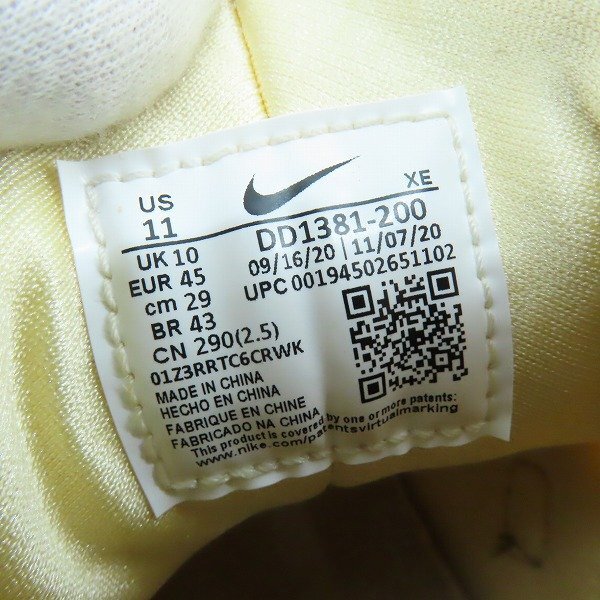 US
11
UK 10
EUR 45
cm 29
BR 43
CN 290(2.5)
XE
DD1381-200
09/16/20 | 11/07/20
UPC 00194502651102
01Z3RRTC6CRWK
MADE IN CHINA
HECHO EN CHINA
FABRIQUE EN CHINE
FABRICADO NA CHINA
This product is covered by one or more patents:
www.nike.com/patentsvirtualmarking